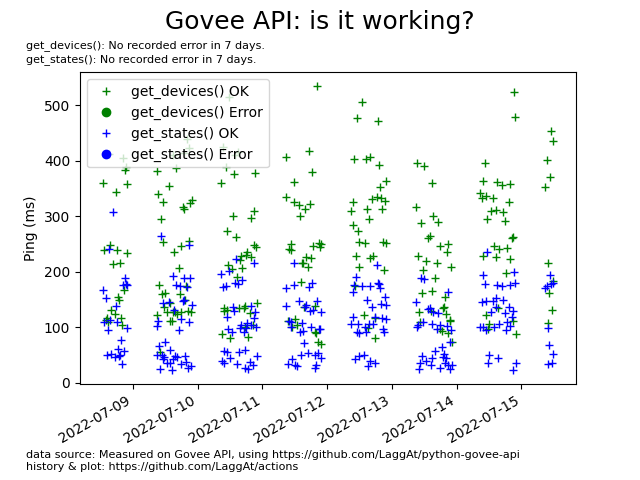 Govee API: is it working?
get_devices(): No recorded error in 7 days.
get_states(): No recorded error in 7 days.
get_devices() OK
get_devices() Error
get_states() OK
get_states() Error
Ping (ms)
500
400
300
200
100
0
2022-07-09
2022-07-10
2022-07-11
2022-07-12
2022-07-13
2022-07-14
2022-07-15
data source: Measured on Govee API, using https://github.com/LaggAt/python-govee-api
history & plot: https://github.com/LaggAt/actions